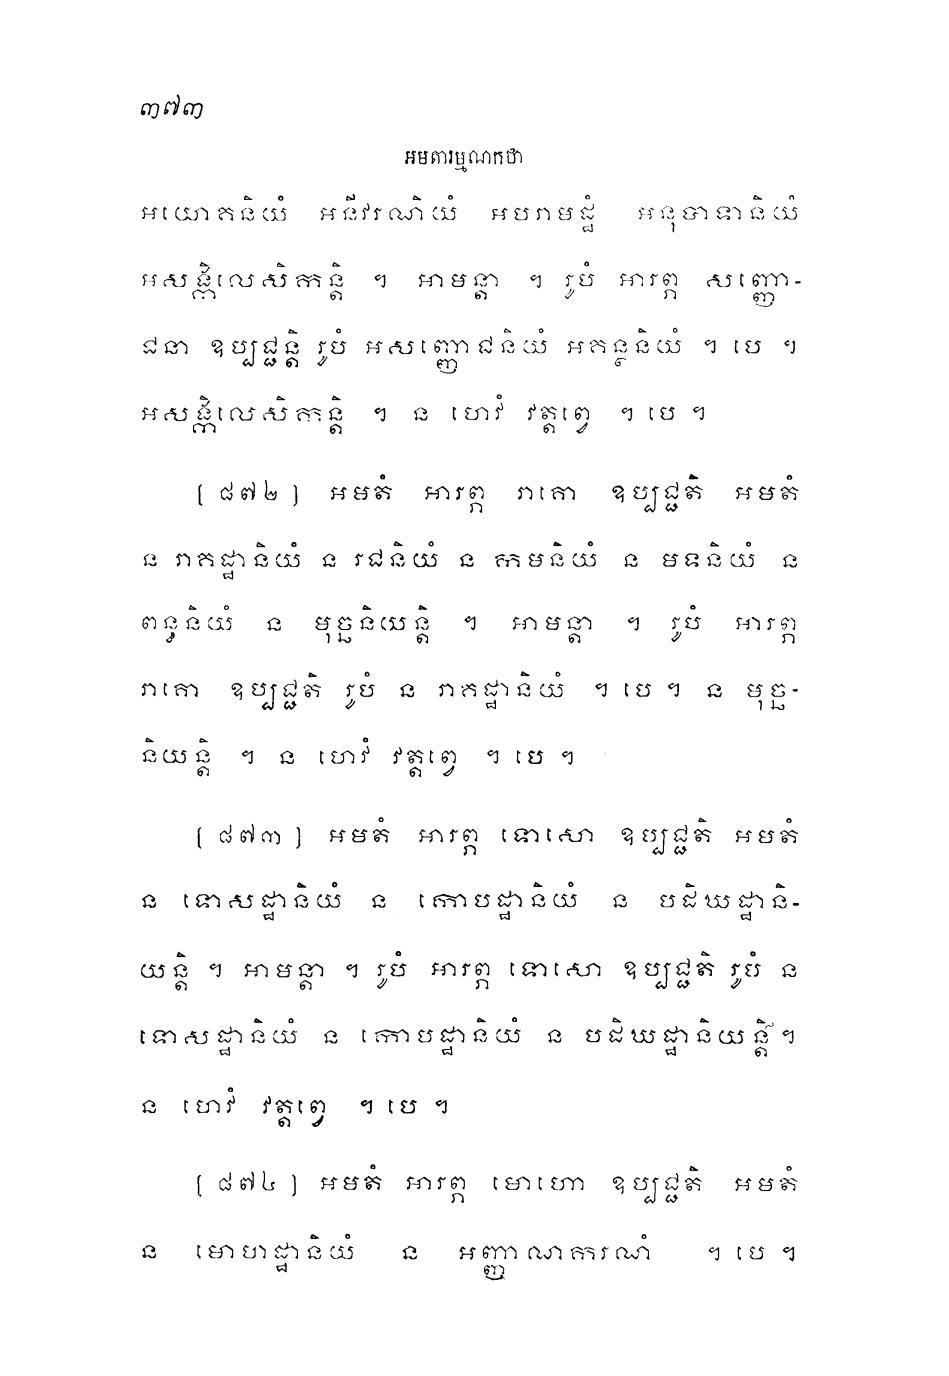 ៣៧៣
អមតារម្មណកថា
អយោគនិយំ អនីវរណិយំ អបរាមដ្ឋំ អនុបាទានិយំ
អសង្កិលេសិកន្តិ ។ អាមន្តា ។ រូបំ អារព្ភ សញ្ញោ-
ជនា ឧប្បជ្ជន្តិ រូបំ អសញ្ញោជនិយំ អគន្ថនិយំ ។ បេ ។
អសង្កិលេសិកន្តិ ។ ន ហេវំ វត្តព្វេ ។ បេ ។
[ ៨៧២ ] អមតំ អារព្ភ រាគោ ឧប្បជ្ជតិ អមតំ
ន រាគដ្ឋានិយំ ន រជនិយំ ន កមនិយំ ន មទនិយំ ន
ពន្ធនិយំ ន មុច្ឆនិយន្តិ ។ អាមន្តា ។ រូបំ អារព្ភ
រាគោ ឧប្បជ្ជតិ រូបំ ន រាគដ្ឋានិយំ ។ បេ ។ ន មុច្ឆ-
និយន្តិ ។ ន ហេវំ វត្តព្វេ ។ បេ ។
[ ៨៧៣ ] អមតំ អារព្ភ ទោសោ ឧប្បជ្ជតិ អមតំ
ន ទោសដ្ឋានិយំ ន កោបដ្ឋានិយំ ន បដិឃដ្ឋានិ-
យន្តិ ។ អាមន្តា ។ រូបំ អារព្ភ ទោសោ ឧប្បជ្ជតិ រូបំ ន
ទោសដ្ឋានិយំ ន កោបដ្ឋានិយំ ន បដិឃដ្ឋានិយន្តិ ។
ន ហេវំ វត្តព្វេ ។ បេ ។
[ ៨៧៤ ] អមតំ អារព្ភ មោហោ ឧប្បជ្ជតិ អមតំ
ន មោហដ្ឋានិយំ ន អញ្ញាណករណំ ។ បេ ។